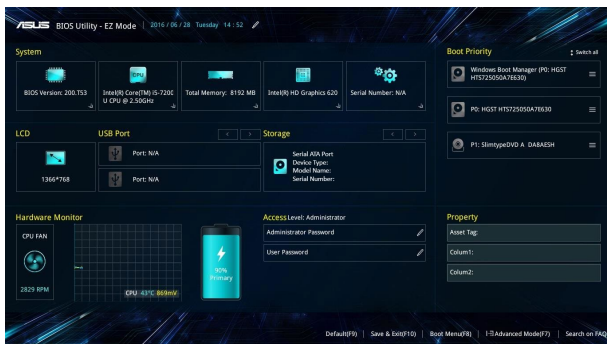 ASUS BIOS Utility - EZ Mode 2016 / 06 / 28 Tuesday 14 : 52
System
BIOS Version: 200.T53
CPU
Intel(R) Core(TM) i5-7200
U CPU @ 2.50GHz
Total Memory: 8192 MB
Intel(R) HD Graphics 620
Serial Number: N/A
LCD
1366*768
USB Port
Port: N/A
Port: N/A
Storage
Serial ATA Port
Device Type:
Model Name:
Serial Number:
Hardware Monitor
CPU FAN
2829 RPM
CPU 43°C 869mV
90%
Primary
Access Level: Administrator
Administrator Password
User Password
Boot Priority
Switch all
Windows Boot Manager (P0: HGST
HTS725050A7E630)
P0: HGST HTS725050A7E630
P1: SlimtypeDVD A DA8AESH
Property
Asset Tag:
Colum1:
Colum2:
Default(F9) | Save & Exit(F10) | Boot Menu(F8) | Advanced Mode(F7) | Search on FAQ